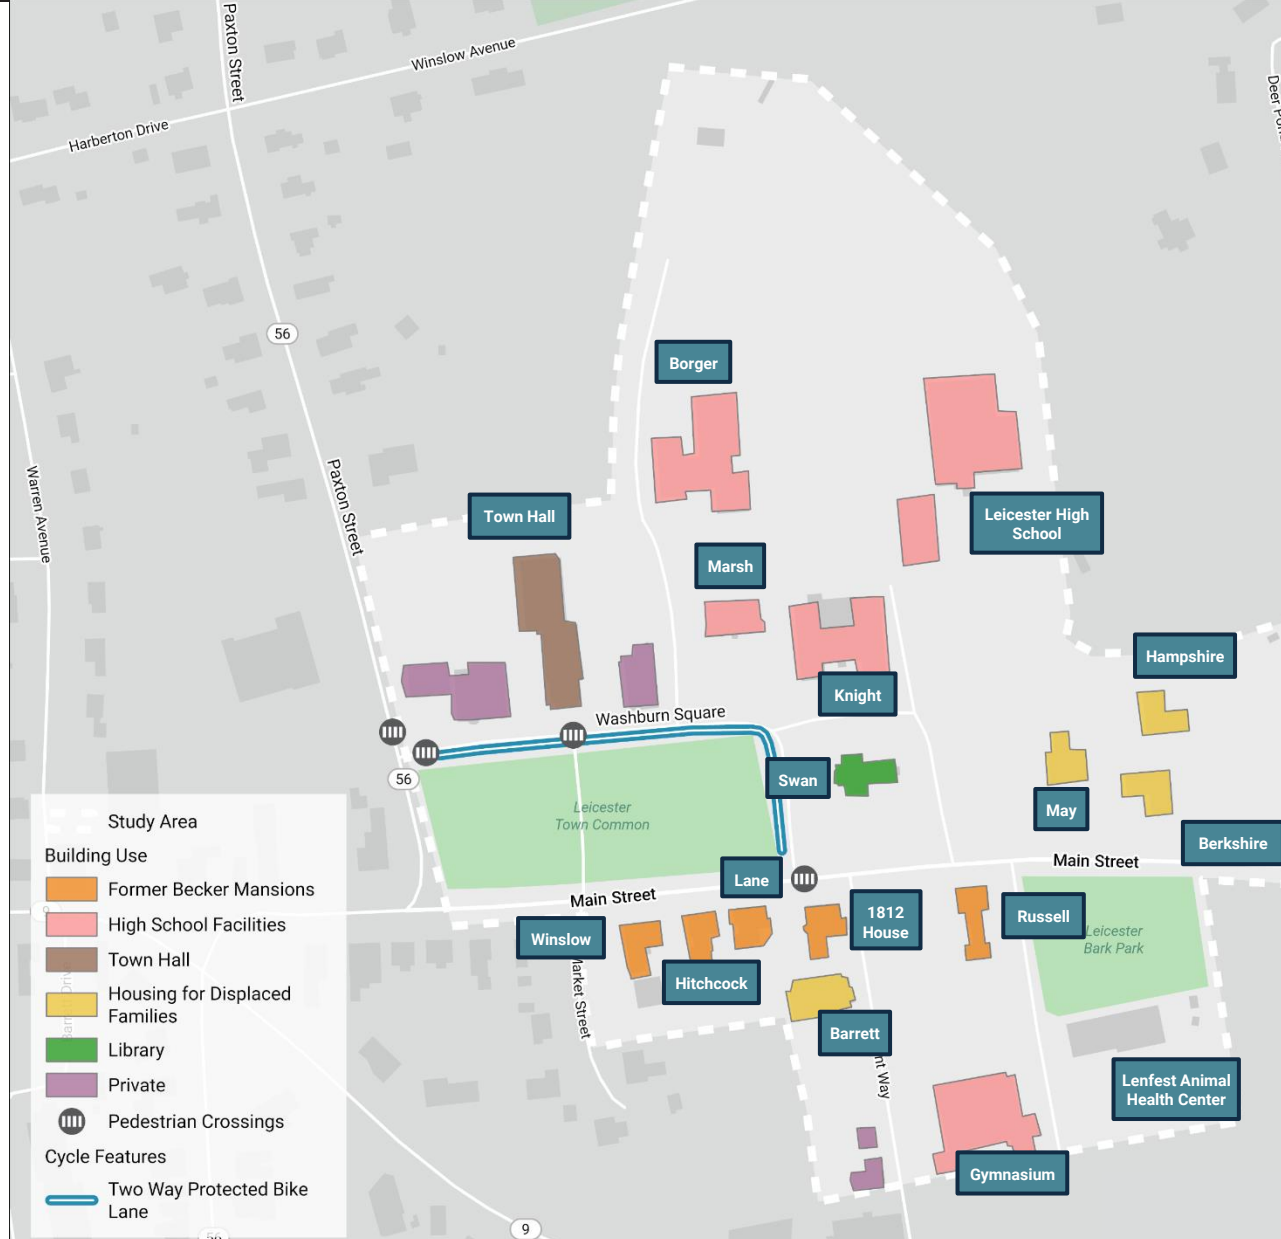 Paxton Street
Winslow Avenue
Harberton Drive
56
Borger
Warren Avenue
Paxton Street
Town Hall
Leicester High
School
Marsh
Hampshire
Knight
Washburn Square
56
Swan
Leicester
Town Common
May
Berkshire
Main Street
Lane
Main Street
Winslow
1812
House
Russell
Leicester
Bark Park
Hitchcock
Market Street
Barrett
nt Way
Lenfest Animal
Health Center
Gymnasium
9
Study Area
Building Use
Former Becker Mansions
High School Facilities
Town Hall
Housing for Displaced
Families
Library
Private
Pedestrian Crossings
Cycle Features
Two Way Protected Bike
Lane